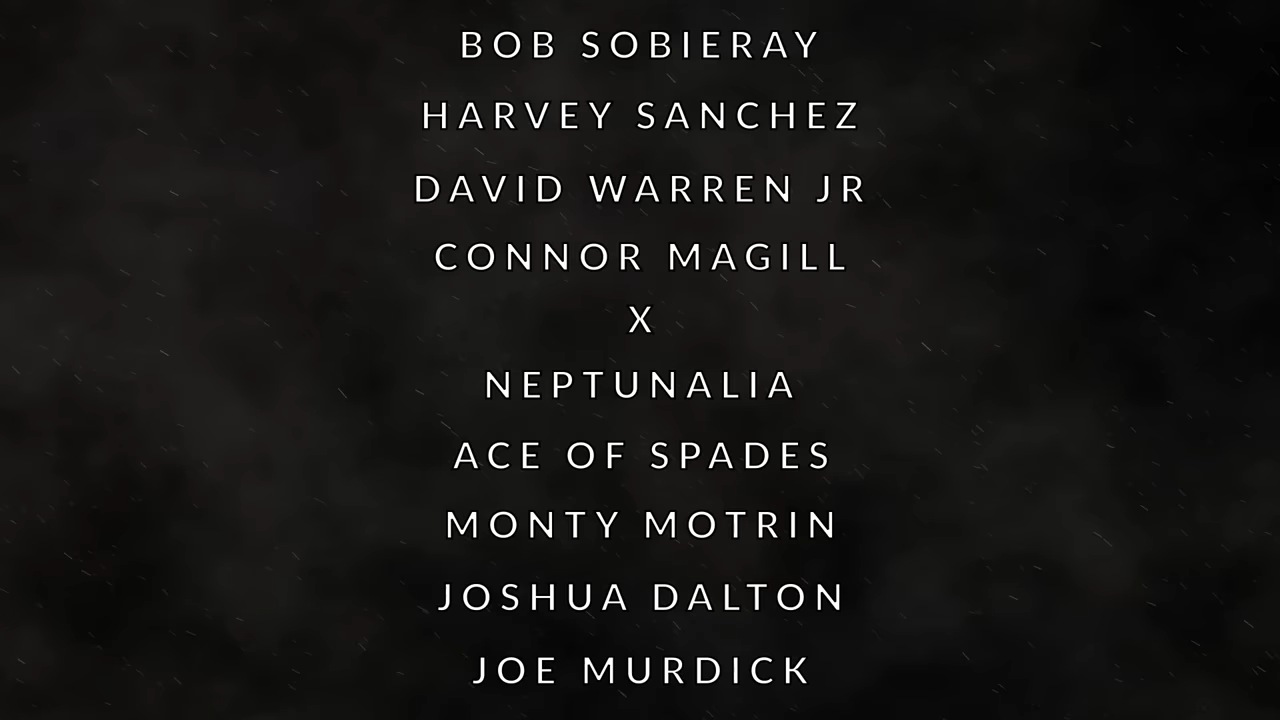 BOB SOBIERAY
HARVEY SANCHEZ
DAVID WARREN JR
CONNOR MAGILL
X
NEPTUNALIA
ACE OF SPADES
MONTY MOTRIN
JOSHUA DALTON
JOE MURDICK